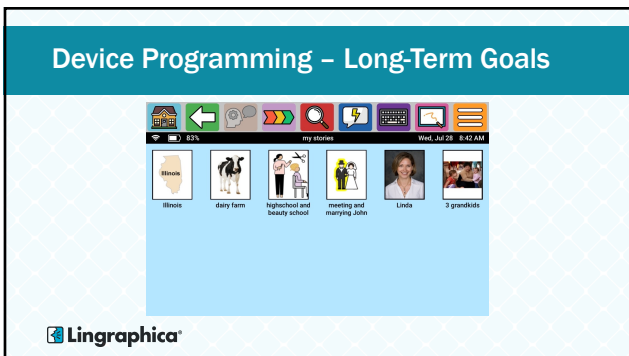 Device Programming – Long-Term Goals
83% my stories Wed, Jul 28 8:42 AM
Illinois
Illinois dairy farm highschool and meeting and Linda 3 grandkids
beauty school marrying John
Lingraphica®